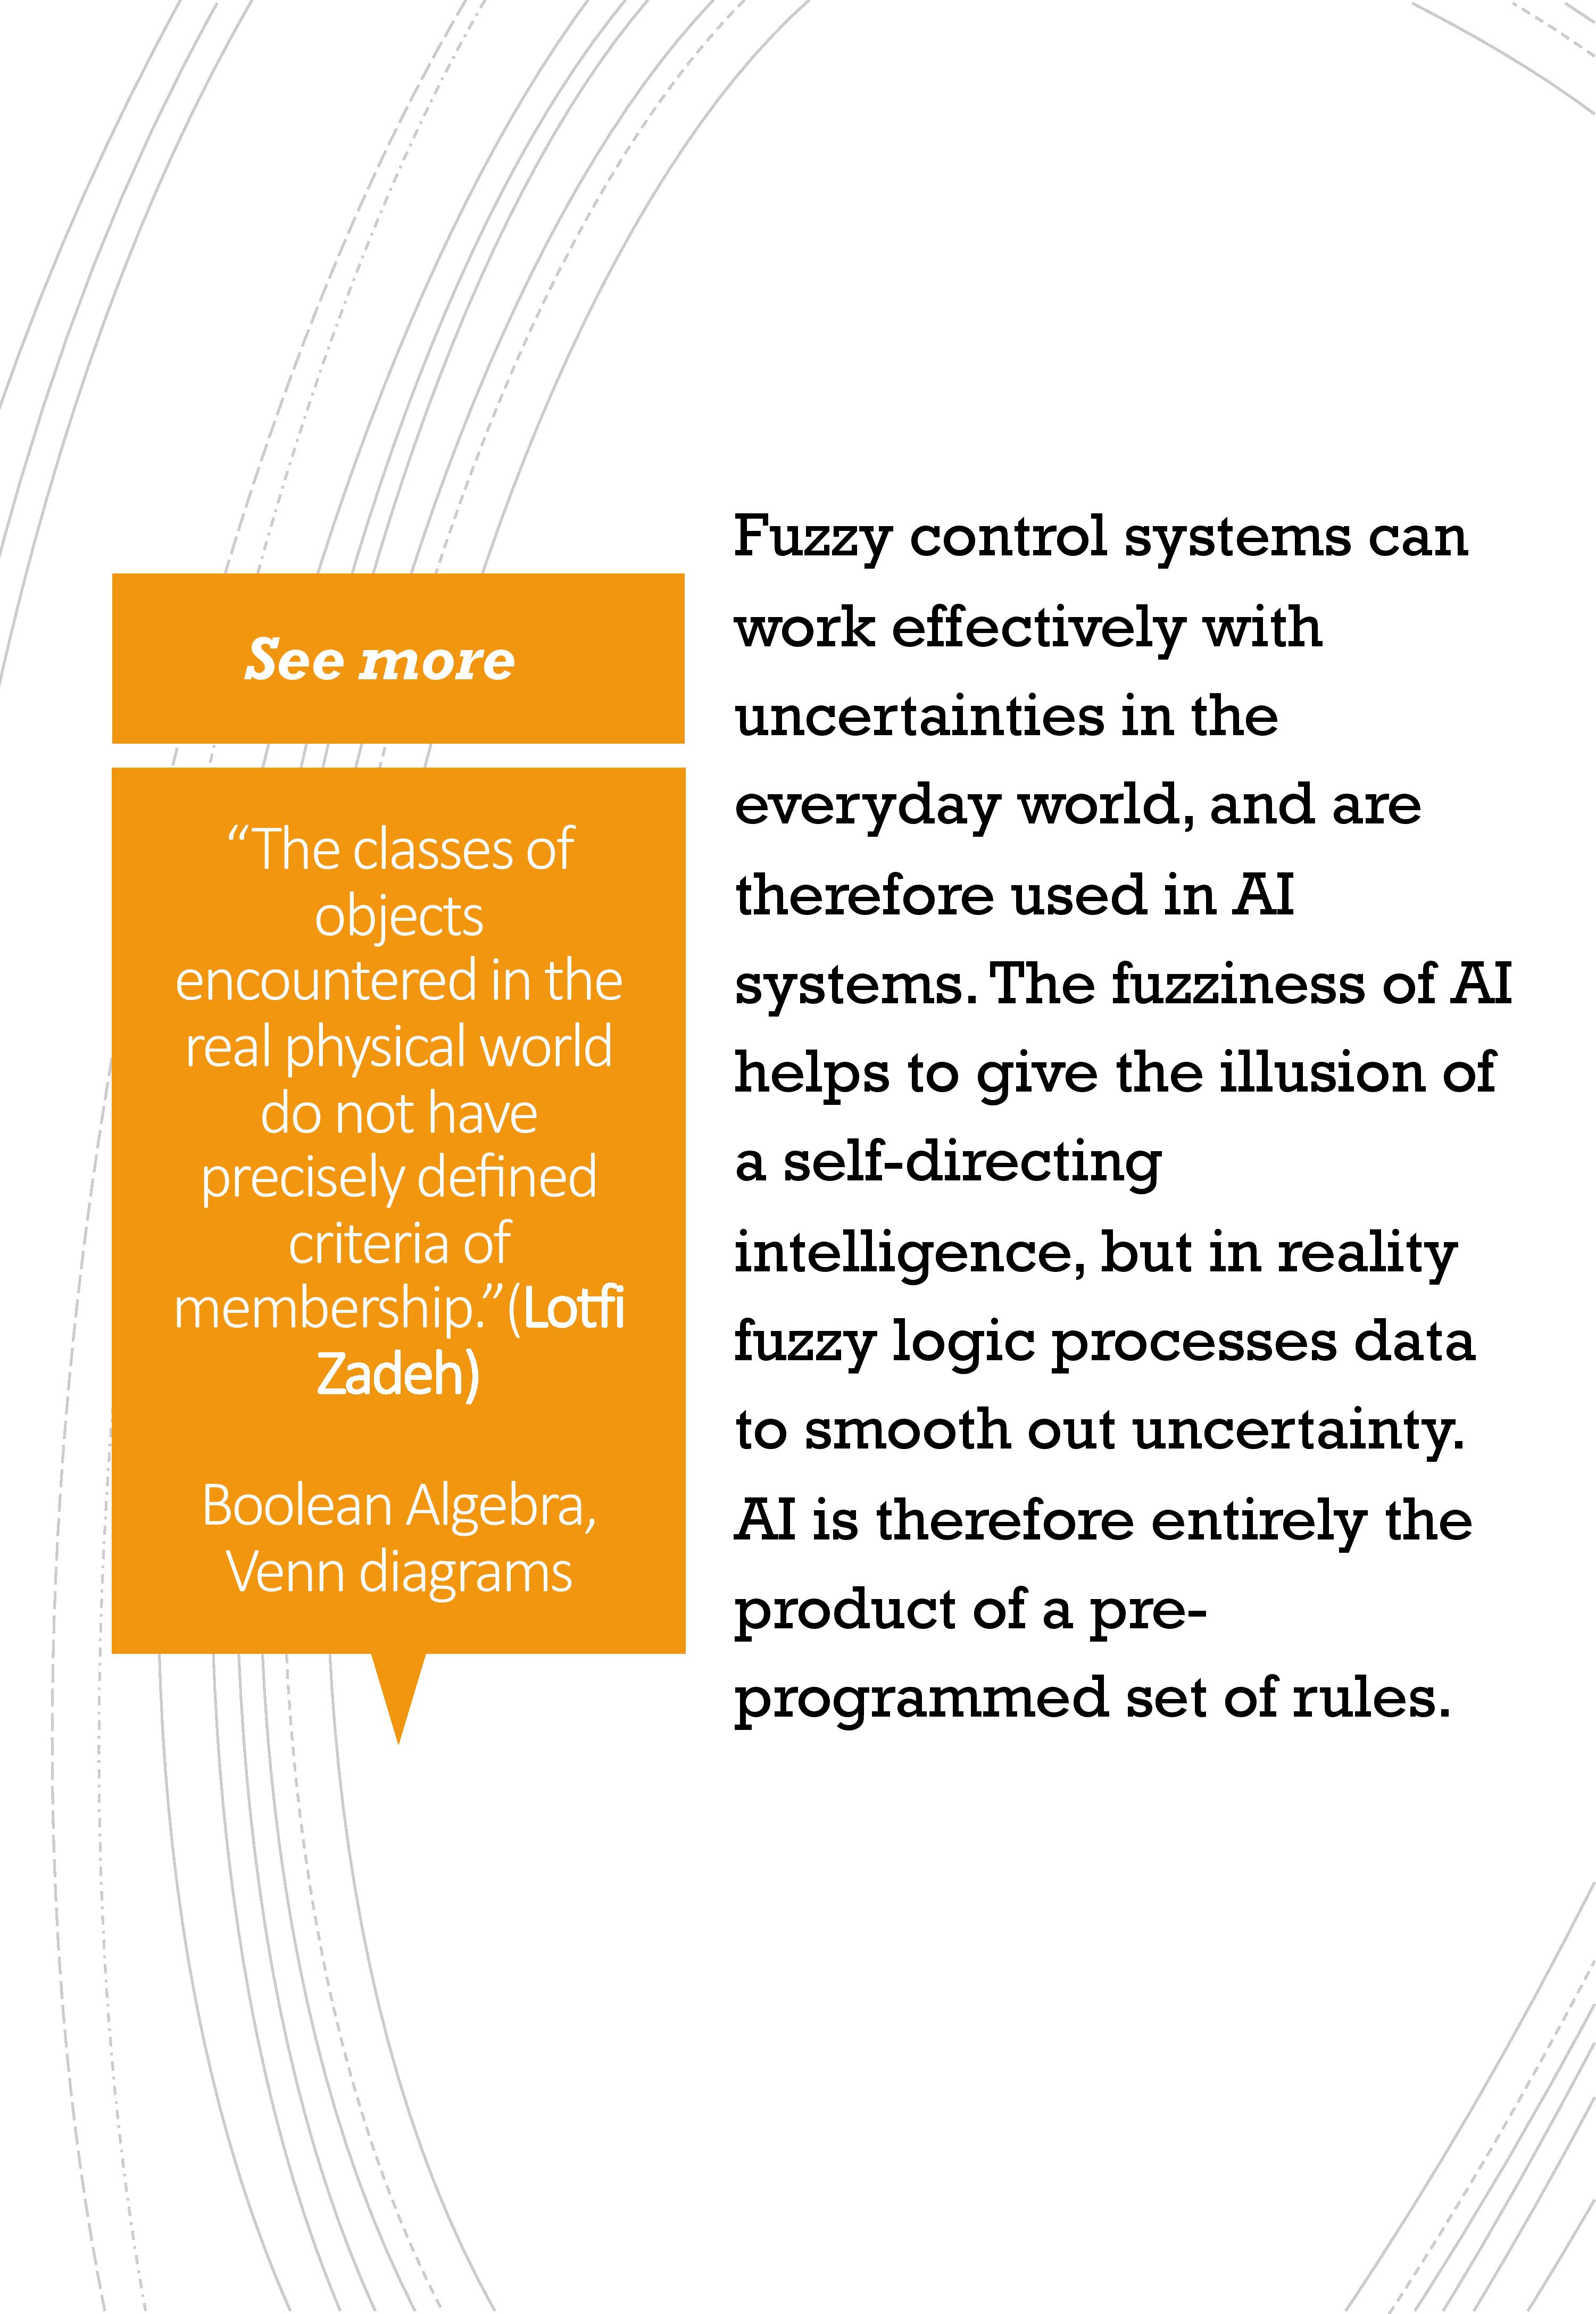 See more
“The classes of
objects
encountered in the
real physical world
do not have
precisely defined
criteria of
membership.”(Lotfi
Zadeh)
Boolean Algebra,
Venn diagrams
Fuzzy control systems can
work effectively with
uncertainties in the
everyday world, and are
therefore used in AI
systems. The fuzziness of AI
helps to give the illusion of
a self-directing
intelligence, but in reality
fuzzy logic processes data
to smooth out uncertainty.
AI is therefore entirely the
product of a pre-
programmed set of rules.